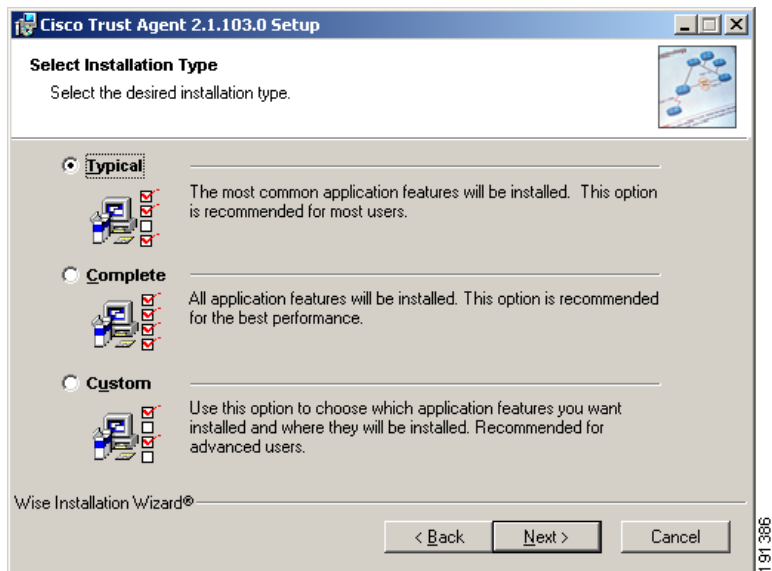 Cisco Trust Agent 2.1.103.0 Setup
Select Installation Type
Select the desired installation type.
Typical
The most common application features will be installed. This option
is recommended for most users.
Complete
All application features will be installed. This option is recommended
for the best performance.
Custom
Use this option to choose which application features you want
installed and where they will be installed. Recommended for
advanced users.
Wise Installation Wizard®
< Back
Next >
Cancel
191386